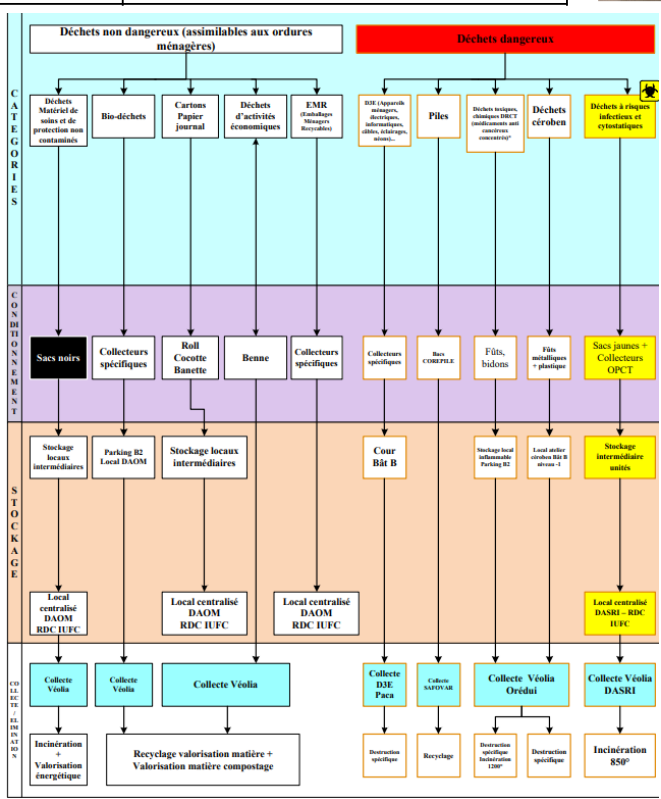 Déchets non dangereux (assimilables aux ordures
ménagères)
Déchets dangereux
CATEGORIES
Déchets
Matériel de
soins et de
protection non
contaminés
Bio-déchets
Cartons
Papier
journal
Déchets
d'activités
économiques
EMR
(Emballages
Ménagers
Recyclables)
D3E (Appareils
ménagers,
électriques,
informatiques,
câbles, éclairages,
néons)...
Piles
Déchets toxiques,
chimiques DRCT
(médicaments anti
cancéreux
concentrés)*
Déchets
céroben
Déchets à risques
infectieux et
cytostatiques
CONDITIONNEMENT
Sacs noirs
Collecteurs
spécifiques
Roll
Cocotte
Banette
Benne
Collecteurs
spécifiques
Collecteurs
spécifiques
Bacs
COREPILE
Fûts,
bidons
Fûts
métalliques
+ plastique
Sacs jaunes +
Collecteurs
OPCT
STOCKAGE
Stockage
locaux
intermédiaires
Parking B2
Local DAOM
Stockage locaux
intermédiaires
Cour
Bât B
Stockage local
inflammable
Parking B2
Local atelier
céroben Bât B
niveau -1
Stockage
intermédiaire
unités
Local
centralisé
DAOM
RDC IUFC
Local centralisé
DAOM
RDC IUFC
Local centralisé
DAOM
RDC IUFC
Local centralisé
DASRI – RDC
IUFC
COLLECTE / ELIMINATION
Collecte
Véolia
Collecte
Véolia
Collecte Véolia
Collecte
D3E
Paca
Collecte
SAFOVAR
Collecte Véolia
Orédui
Collecte Véolia
DASRI
Incinération
+
Valorisation
énergétique
Recyclage valorisation matière +
Valorisation matière compostage
Destruction
spécifique
Recyclage
Destruction
spécifique
Incinération
1200°
Destruction
spécifique
Incinération
850°